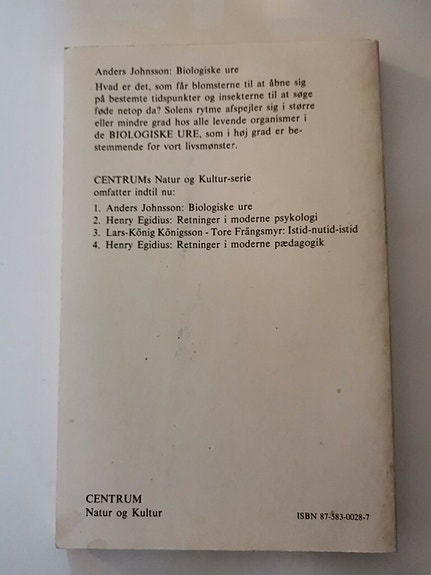 Anders Johnsson: Biologiske ure
Hvad er det, som får blomsterne til at åbne sig
på bestemte tidspunkter og insekterne til at søge
føde netop da? Solens rytme afspejler sig i større
eller mindre grad hos alle levende organismer i
de BIOLOGISKE URE, som i høj grad er be-
stemmende for vort livsmønster.
CENTRUMs Natur og Kultur-serie
omfatter indtil nu:
1. Anders Johnsson: Biologiske ure
2. Henry Egidius: Retninger i moderne psykologi
3. Lars-König Königsson - Tore Frängsmyr: Istid-nutid-istid
4. Henry Egidius: Retninger i moderne pædagogik
CENTRUM
Natur og Kultur
ISBN 87-583-0028-7